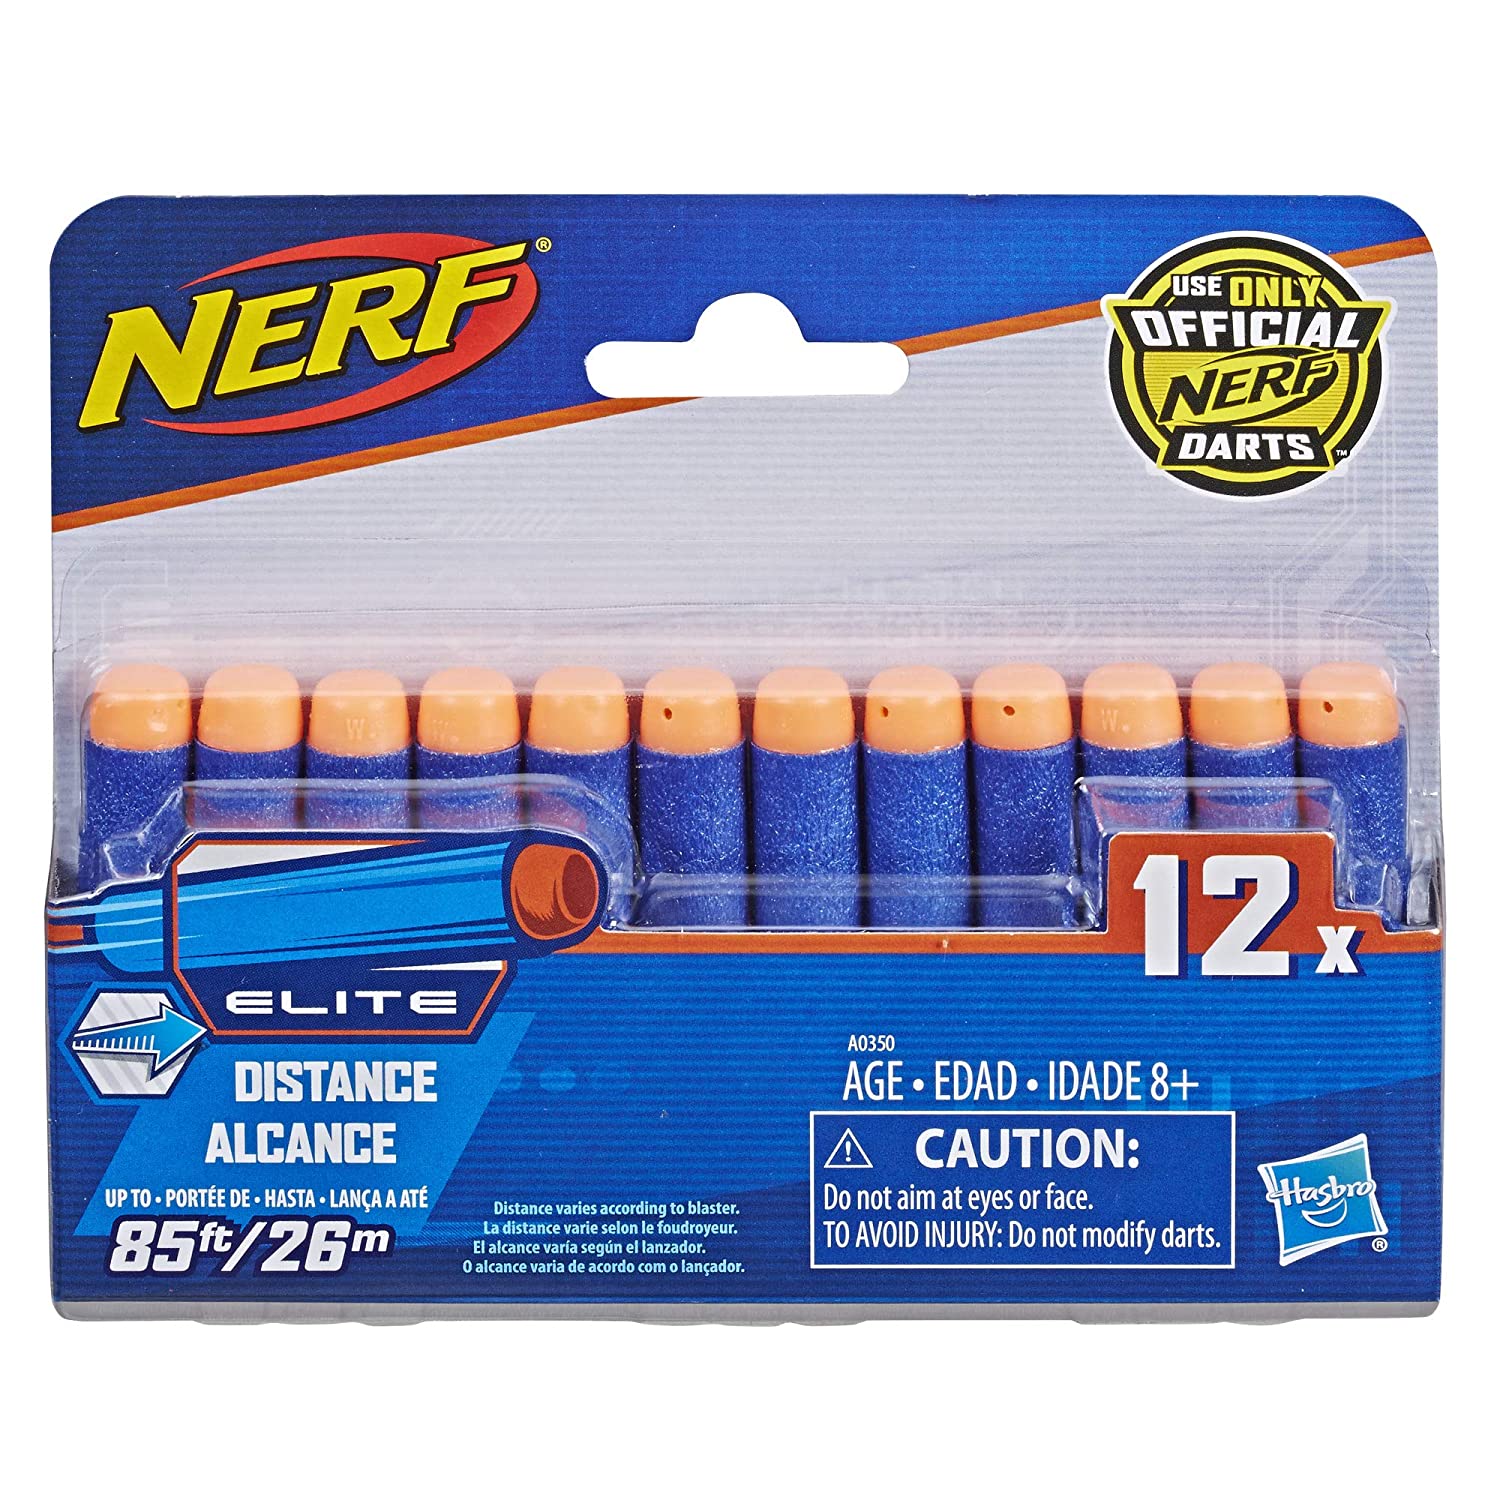 NERF®
USE ONLY
OFFICIAL
NERF
DARTS™
W.
W.
W.
ELITE
12x
DISTANCE
ALCANCE
UP TO • PORTÉE DE • HASTA • LANÇA A ATÉ
85ft/26m
Distance varies according to blaster.
La distance varie selon le foudroyeur.
El alcance varía según el lanzador.
O alcance varia de acordo com o lançador.
A0350
AGE • EDAD • IDADE 8+
⚠ CAUTION:
Do not aim at eyes or face.
TO AVOID INJURY: Do not modify darts.
Hasbro®